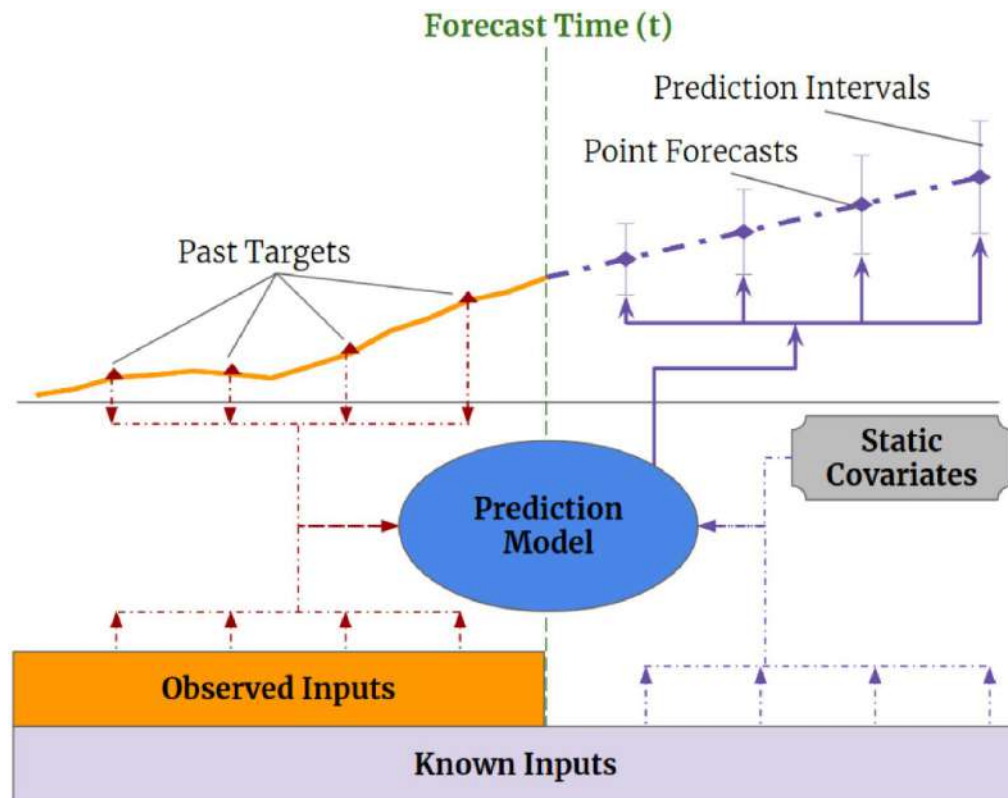 Forecast Time (t)
Prediction Intervals
Point Forecasts
Past Targets
Static
Covariates
Prediction
Model
Observed Inputs
Known Inputs